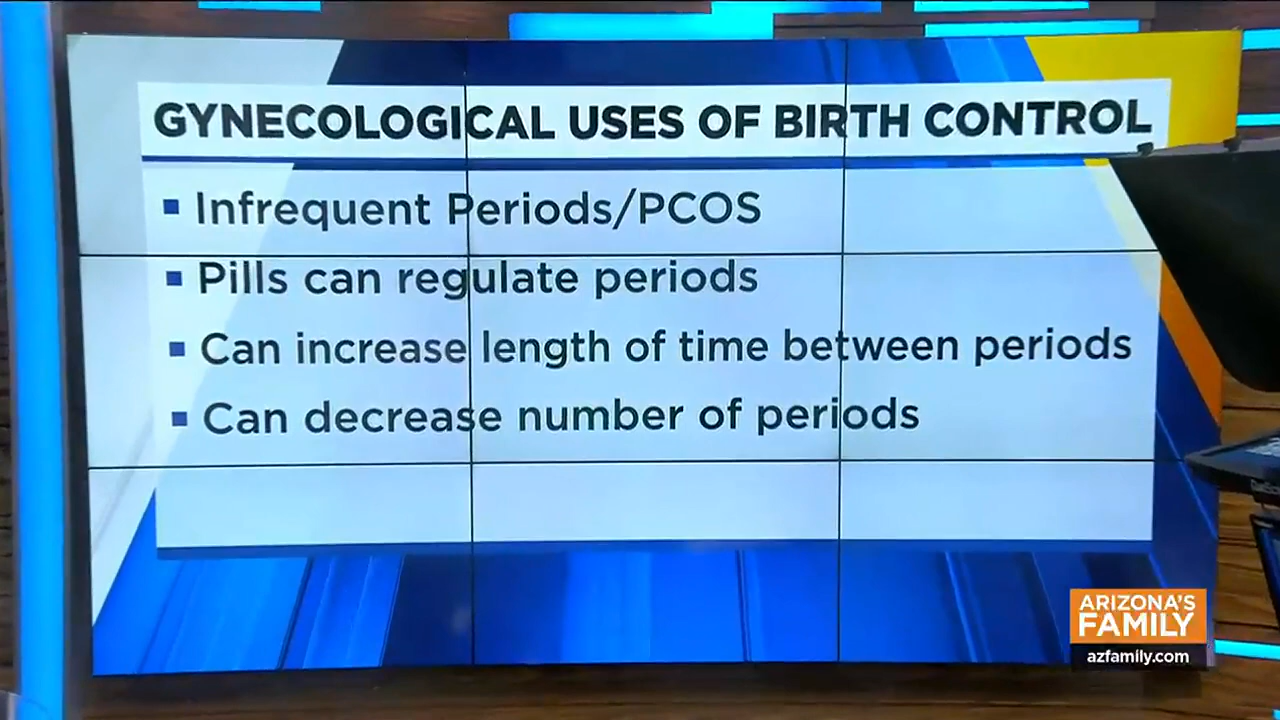 GYNECOLOGICAL USES OF BIRTH CONTROL
▪ Infrequent Periods/PCOS
▪ Pills can regulate periods
▪ Can increase length of time between periods
▪ Can decrease number of periods
ARIZONA'S
FAMILY
azfamily.com